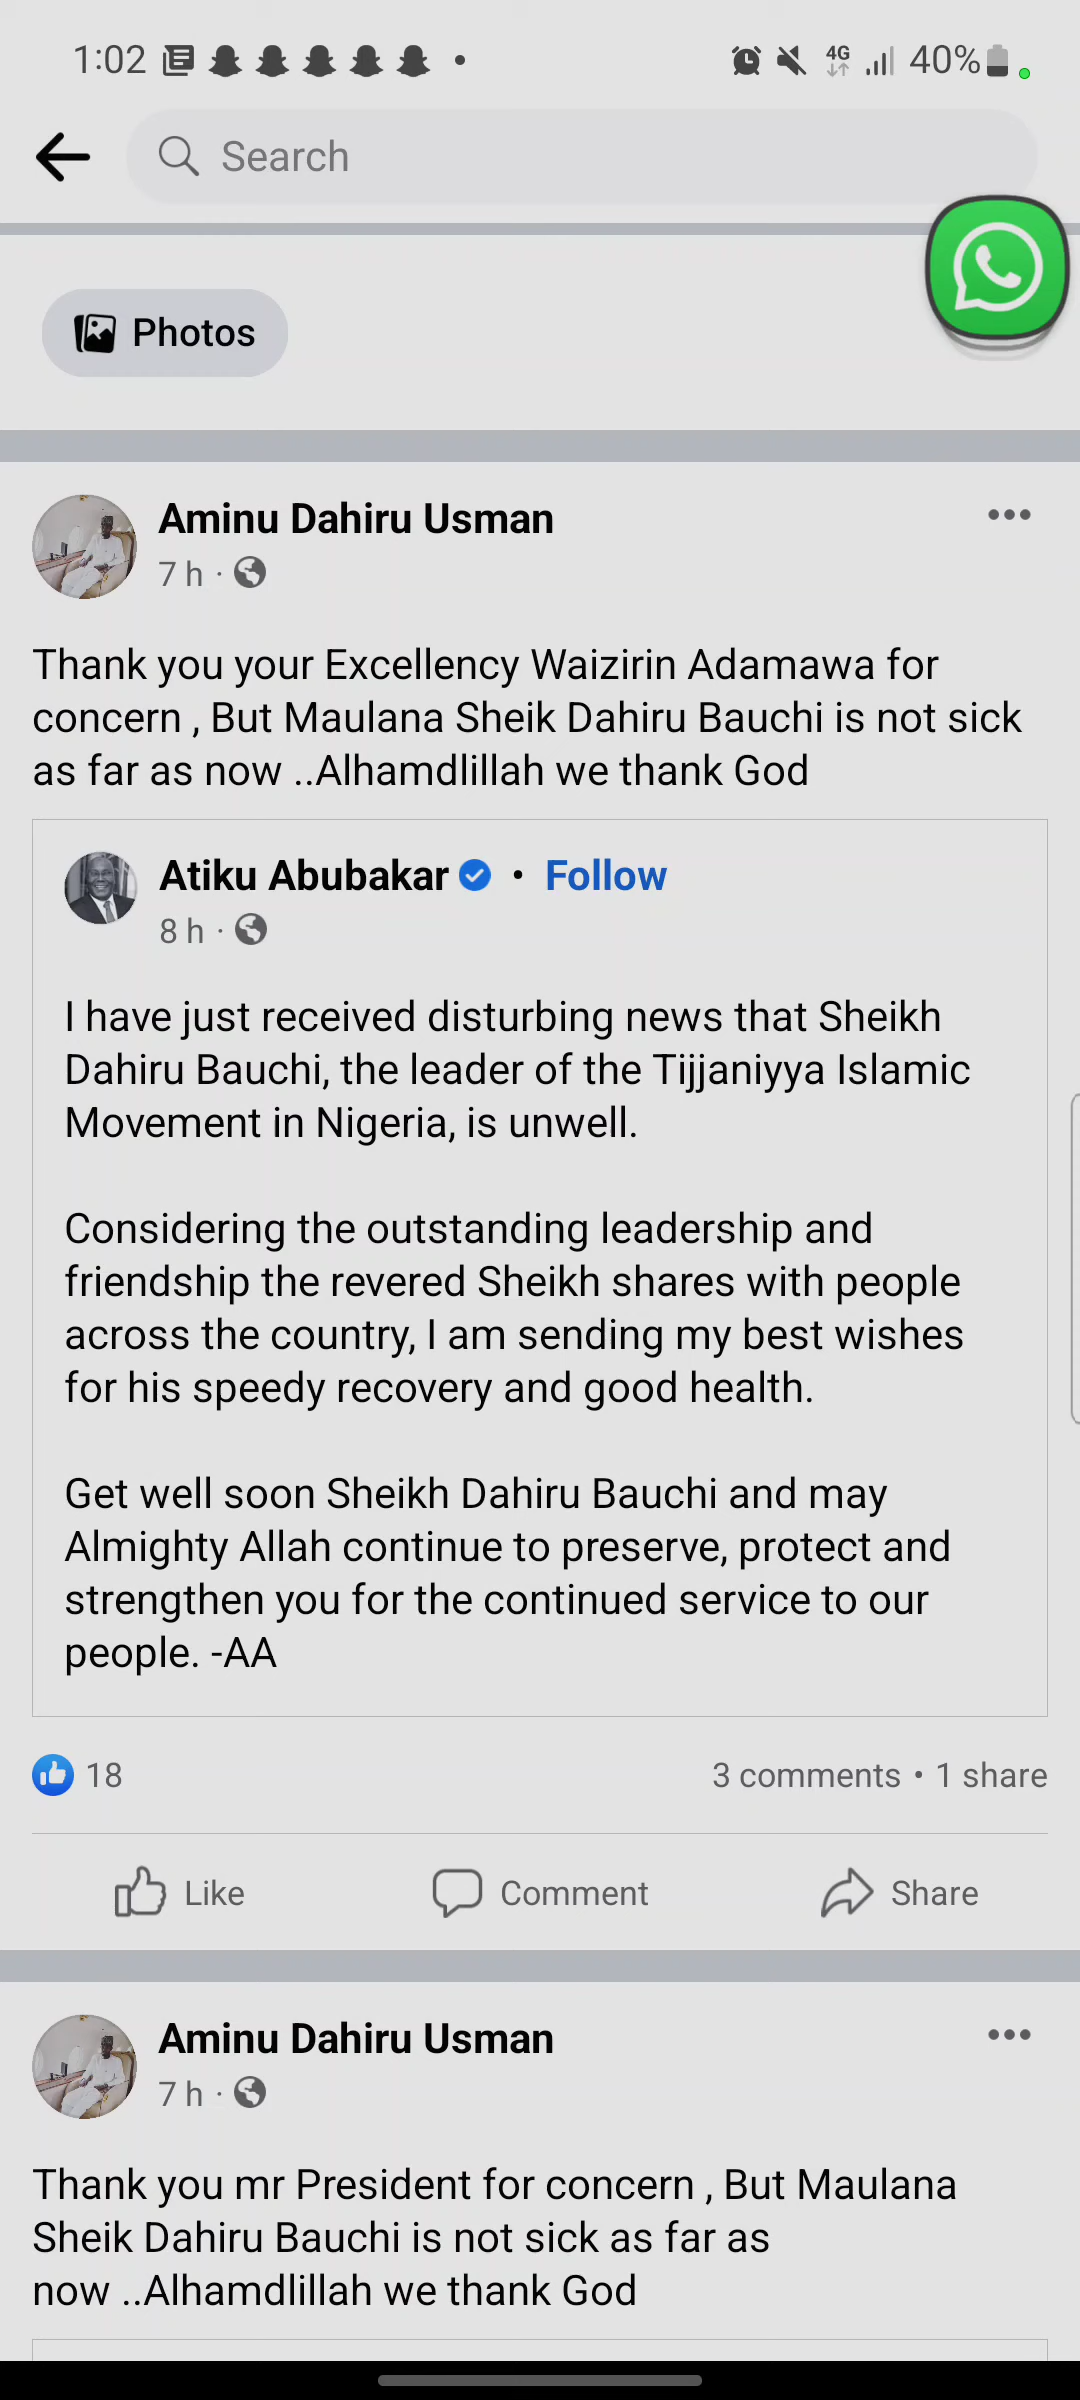 1:02
4G
40%
Search
Photos
Aminu Dahiru Usman
7 h ·
Thank you your Excellency Waizirin Adamawa for
concern , But Maulana Sheik Dahiru Bauchi is not sick
as far as now ..Alhamdlillah we thank God
Atiku Abubakar • Follow
8 h ·
I have just received disturbing news that Sheikh
Dahiru Bauchi, the leader of the Tijjaniyya Islamic
Movement in Nigeria, is unwell.
Considering the outstanding leadership and
friendship the revered Sheikh shares with people
across the country, I am sending my best wishes
for his speedy recovery and good health.
Get well soon Sheikh Dahiru Bauchi and may
Almighty Allah continue to preserve, protect and
strengthen you for the continued service to our
people. -AA
18
3 comments • 1 share
Like
Comment
Share
Aminu Dahiru Usman
7 h ·
Thank you mr President for concern , But Maulana
Sheik Dahiru Bauchi is not sick as far as
now ..Alhamdlillah we thank God